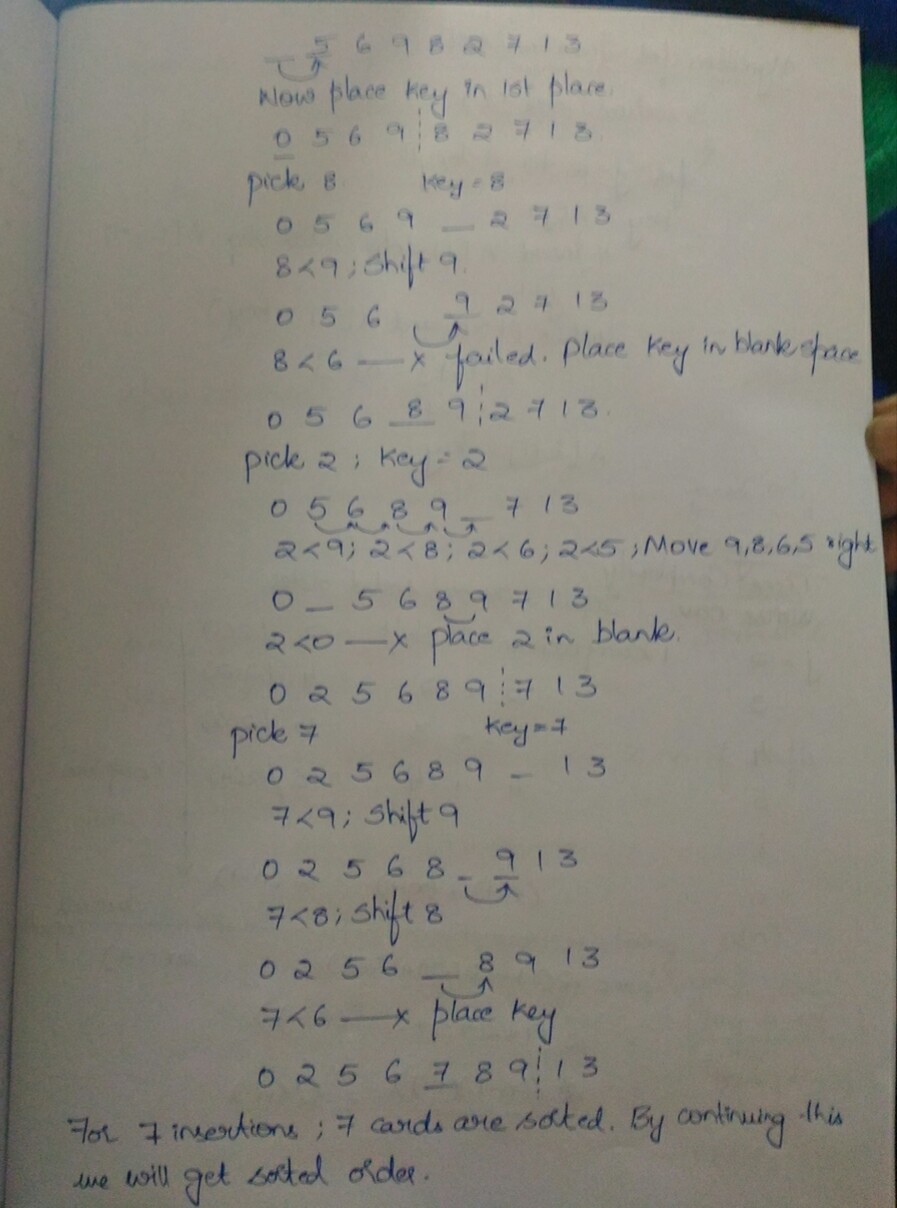 _ 5 6 9 8 2 7 1 3
Now place key in 1st place.
0 5 6 9 ¦ 8 2 7 1 3.
pick 8 key = 8
0 5 6 9 _ 2 7 1 3
8<9; Shift 9.
0 5 6 _ 9 2 7 1 3
8<6 —x failed. Place key in blank space
0 5 6 8 9 ¦ 2 7 1 3.
pick 2; key = 2
0 5 6 8 9 _ 7 1 3
2<9; 2<8; 2<6; 2<5; Move 9,8,6,5 right
0 _ 5 6 8 9 7 1 3
2<0 —x place 2 in blank.
0 2 5 6 8 9 ¦ 7 1 3
pick 7 key=7
0 2 5 6 8 9 _ 1 3
7<9; Shift 9
0 2 5 6 8 _ 9 1 3
7<8; Shift 8
0 2 5 6 _ 8 9 1 3
7<6 —x place key
0 2 5 6 7 8 9 ¦ 1 3
For 7 insertions; 7 cards are sorted. By continuing this
we will get sorted order.